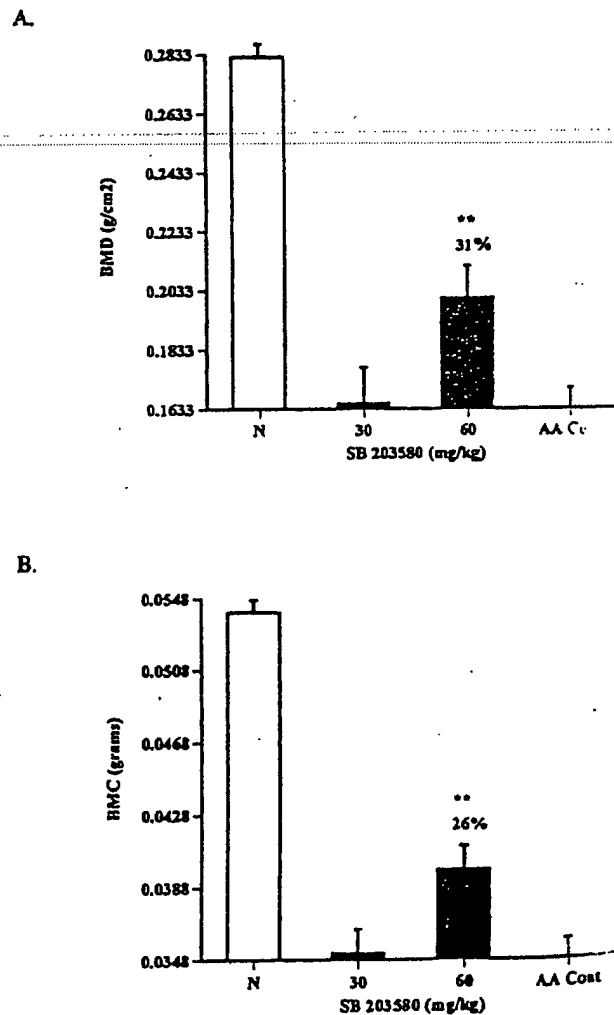 A.
BMD (g/cm2)
0.2833
0.2633
0.2433
0.2233
0.2033
0.1833
0.1633
**
31%
N 30 60 AA
SB 203580 (mg/kg)
B.
BMC (grams)
0.0548
0.0508
0.0468
0.0428
0.0388
0.0348
**
26%
N 30 60 AA Cont
SB 203580 (mg/kg)